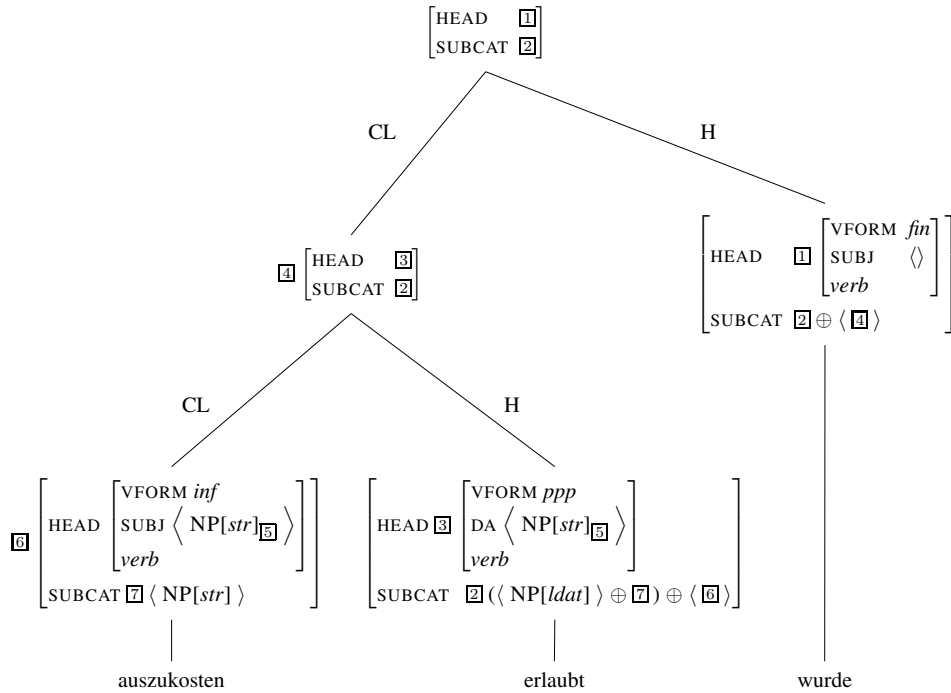 HEAD 1
SUBCAT 2
CL
H
4 HEAD 3
SUBCAT 2
HEAD 1 VFORM fin
SUBJ ⟨⟩
verb
SUBCAT 2 ⊕ ⟨ 4 ⟩
CL
H
6 HEAD VFORM inf
SUBJ ⟨ NP[str]5 ⟩
verb
SUBCAT 7 ⟨ NP[str] ⟩
HEAD 3 VFORM ppp
DA ⟨ NP[str]5 ⟩
verb
SUBCAT 2 (⟨ NP[ldat] ⟩ ⊕ 7) ⊕ ⟨ 6 ⟩
auszukosten
erlaubt
wurde